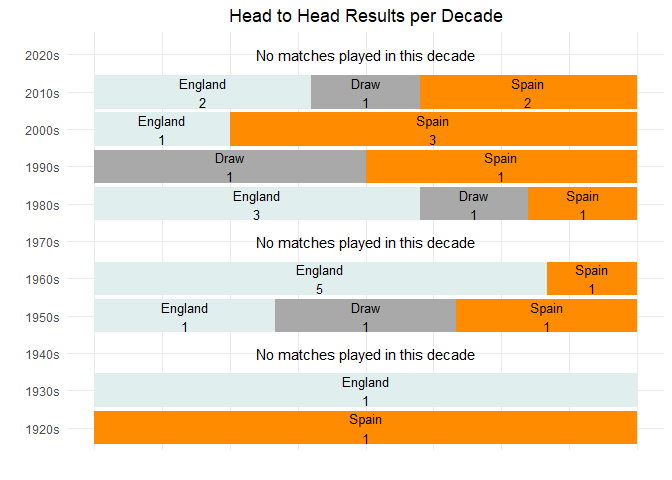 Head to Head Results per Decade
2020s No matches played in this decade
2010s England Draw Spain
2 1 2
2000s England Spain
1 3
1990s Draw Spain
1 1
1980s England Draw Spain
3 1 1
1970s No matches played in this decade
1960s England Spain
5 1
1950s England Draw Spain
1 1 1
1940s No matches played in this decade
1930s England
1
1920s Spain
1